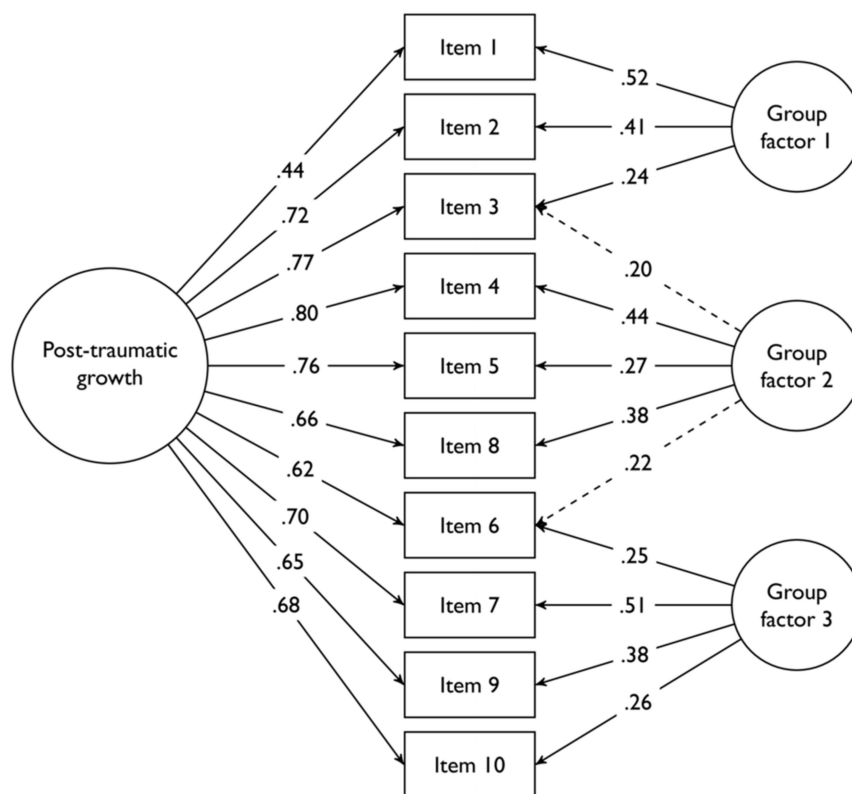 Item 1
Item 2
Item 3
Item 4
Item 5
Item 8
Item 6
Item 7
Item 9
Item 10
Post-traumatic
growth
.44
.72
.77
.80
.76
.66
.62
.70
.65
.68
Group
factor 1
.52
.41
.24
Group
factor 2
.20
.44
.27
.38
.22
Group
factor 3
.25
.51
.38
.26